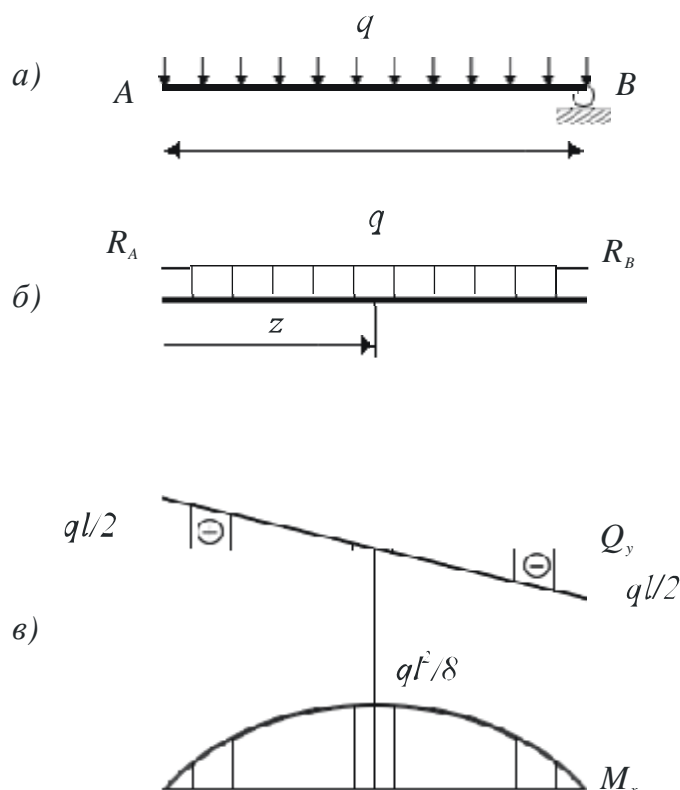 q
а)
A
B
q
R_A
R_B
б)
z
ql/2
⊖
Q_y
⊖
ql/2
в)
ql²/8
M_x